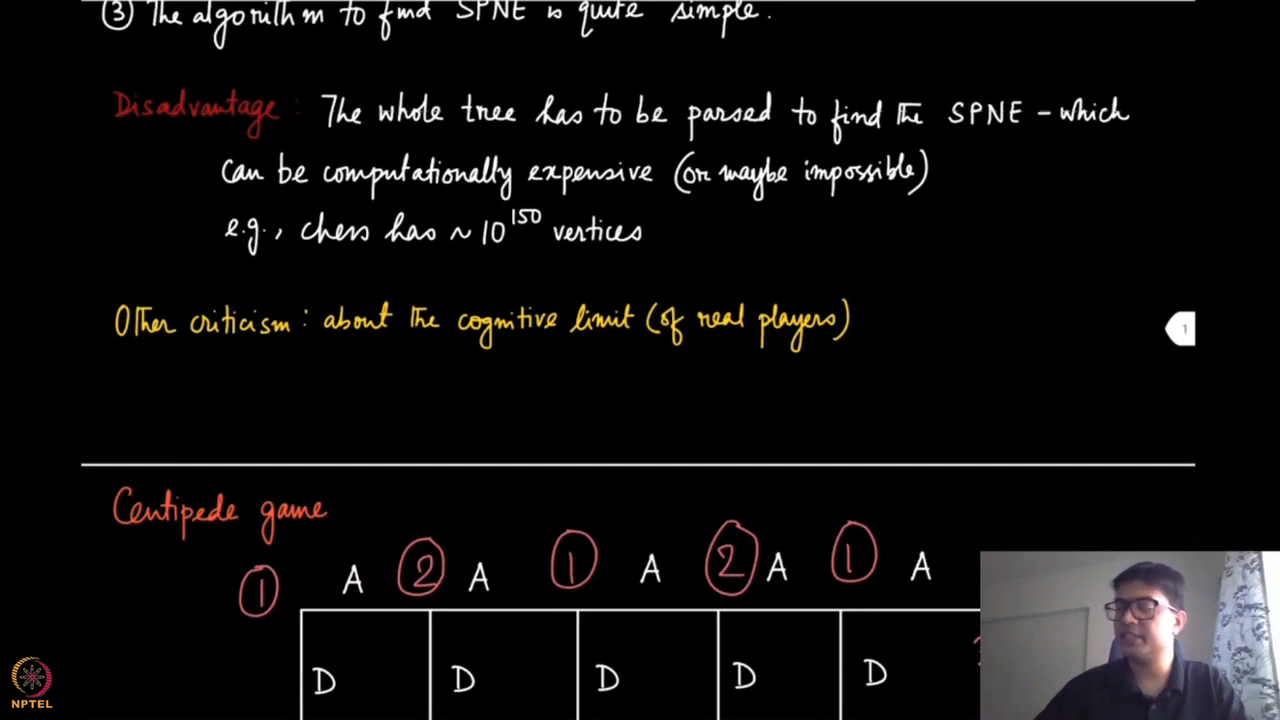 ③ The algorithm to find SPNE is quite simple.
Disadvantage: The whole tree has to be parsed to find the SPNE – which
can be computationally expensive (or maybe impossible)
e.g., chess has ~ 10^150 vertices
Other criticism: about the cognitive limit (of real players)
1
Centipede game
① A ② A ① A ② A ① A
D D D D D
NPTEL